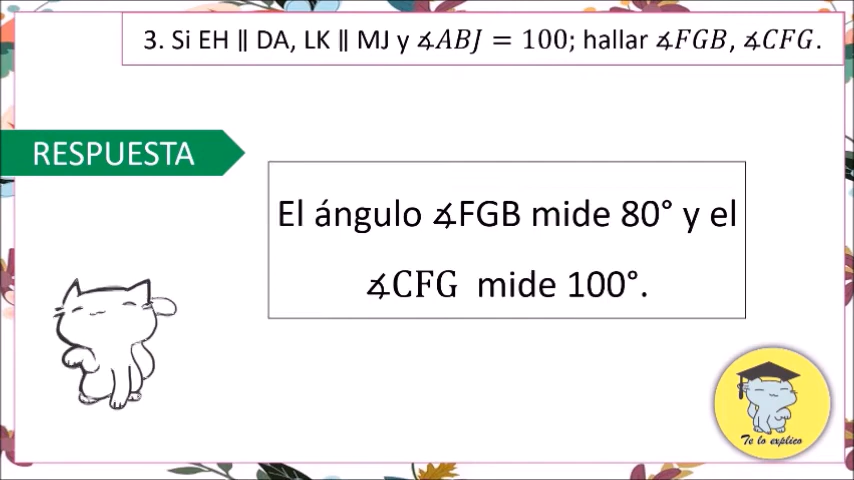 3. Si EH ∥ DA, LK ∥ MJ y ∡ABJ = 100; hallar ∡FGB, ∡CFG.
RESPUESTA
El ángulo ∡FGB mide 80° y el
∡CFG mide 100°.
Te lo explico